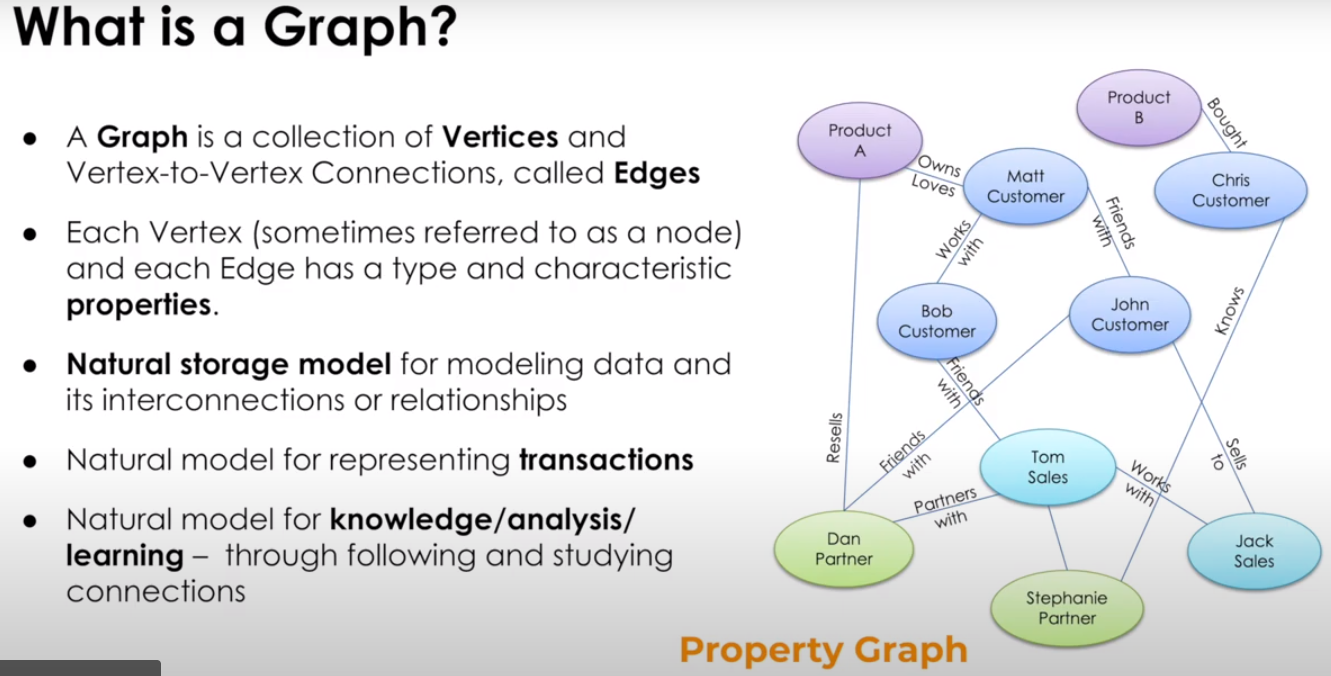 What is a Graph?
● A Graph is a collection of Vertices and
Vertex-to-Vertex Connections, called Edges
● Each Vertex (sometimes referred to as a node)
and each Edge has a type and characteristic
properties.
● Natural storage model for modeling data and
its interconnections or relationships
● Natural model for representing transactions
● Natural model for knowledge/analysis/
learning – through following and studying
connections
Product
B
Bought
Product
A
Owns
Loves
Matt
Customer
Chris
Customer
Works
with
Friends
with
Bob
Customer
John
Customer
Knows
Friends
with
Resells
Friends
with
Tom
Sales
Sells
to
Works
with
Partners
with
Dan
Partner
Jack
Sales
Stephanie
Partner
Property Graph